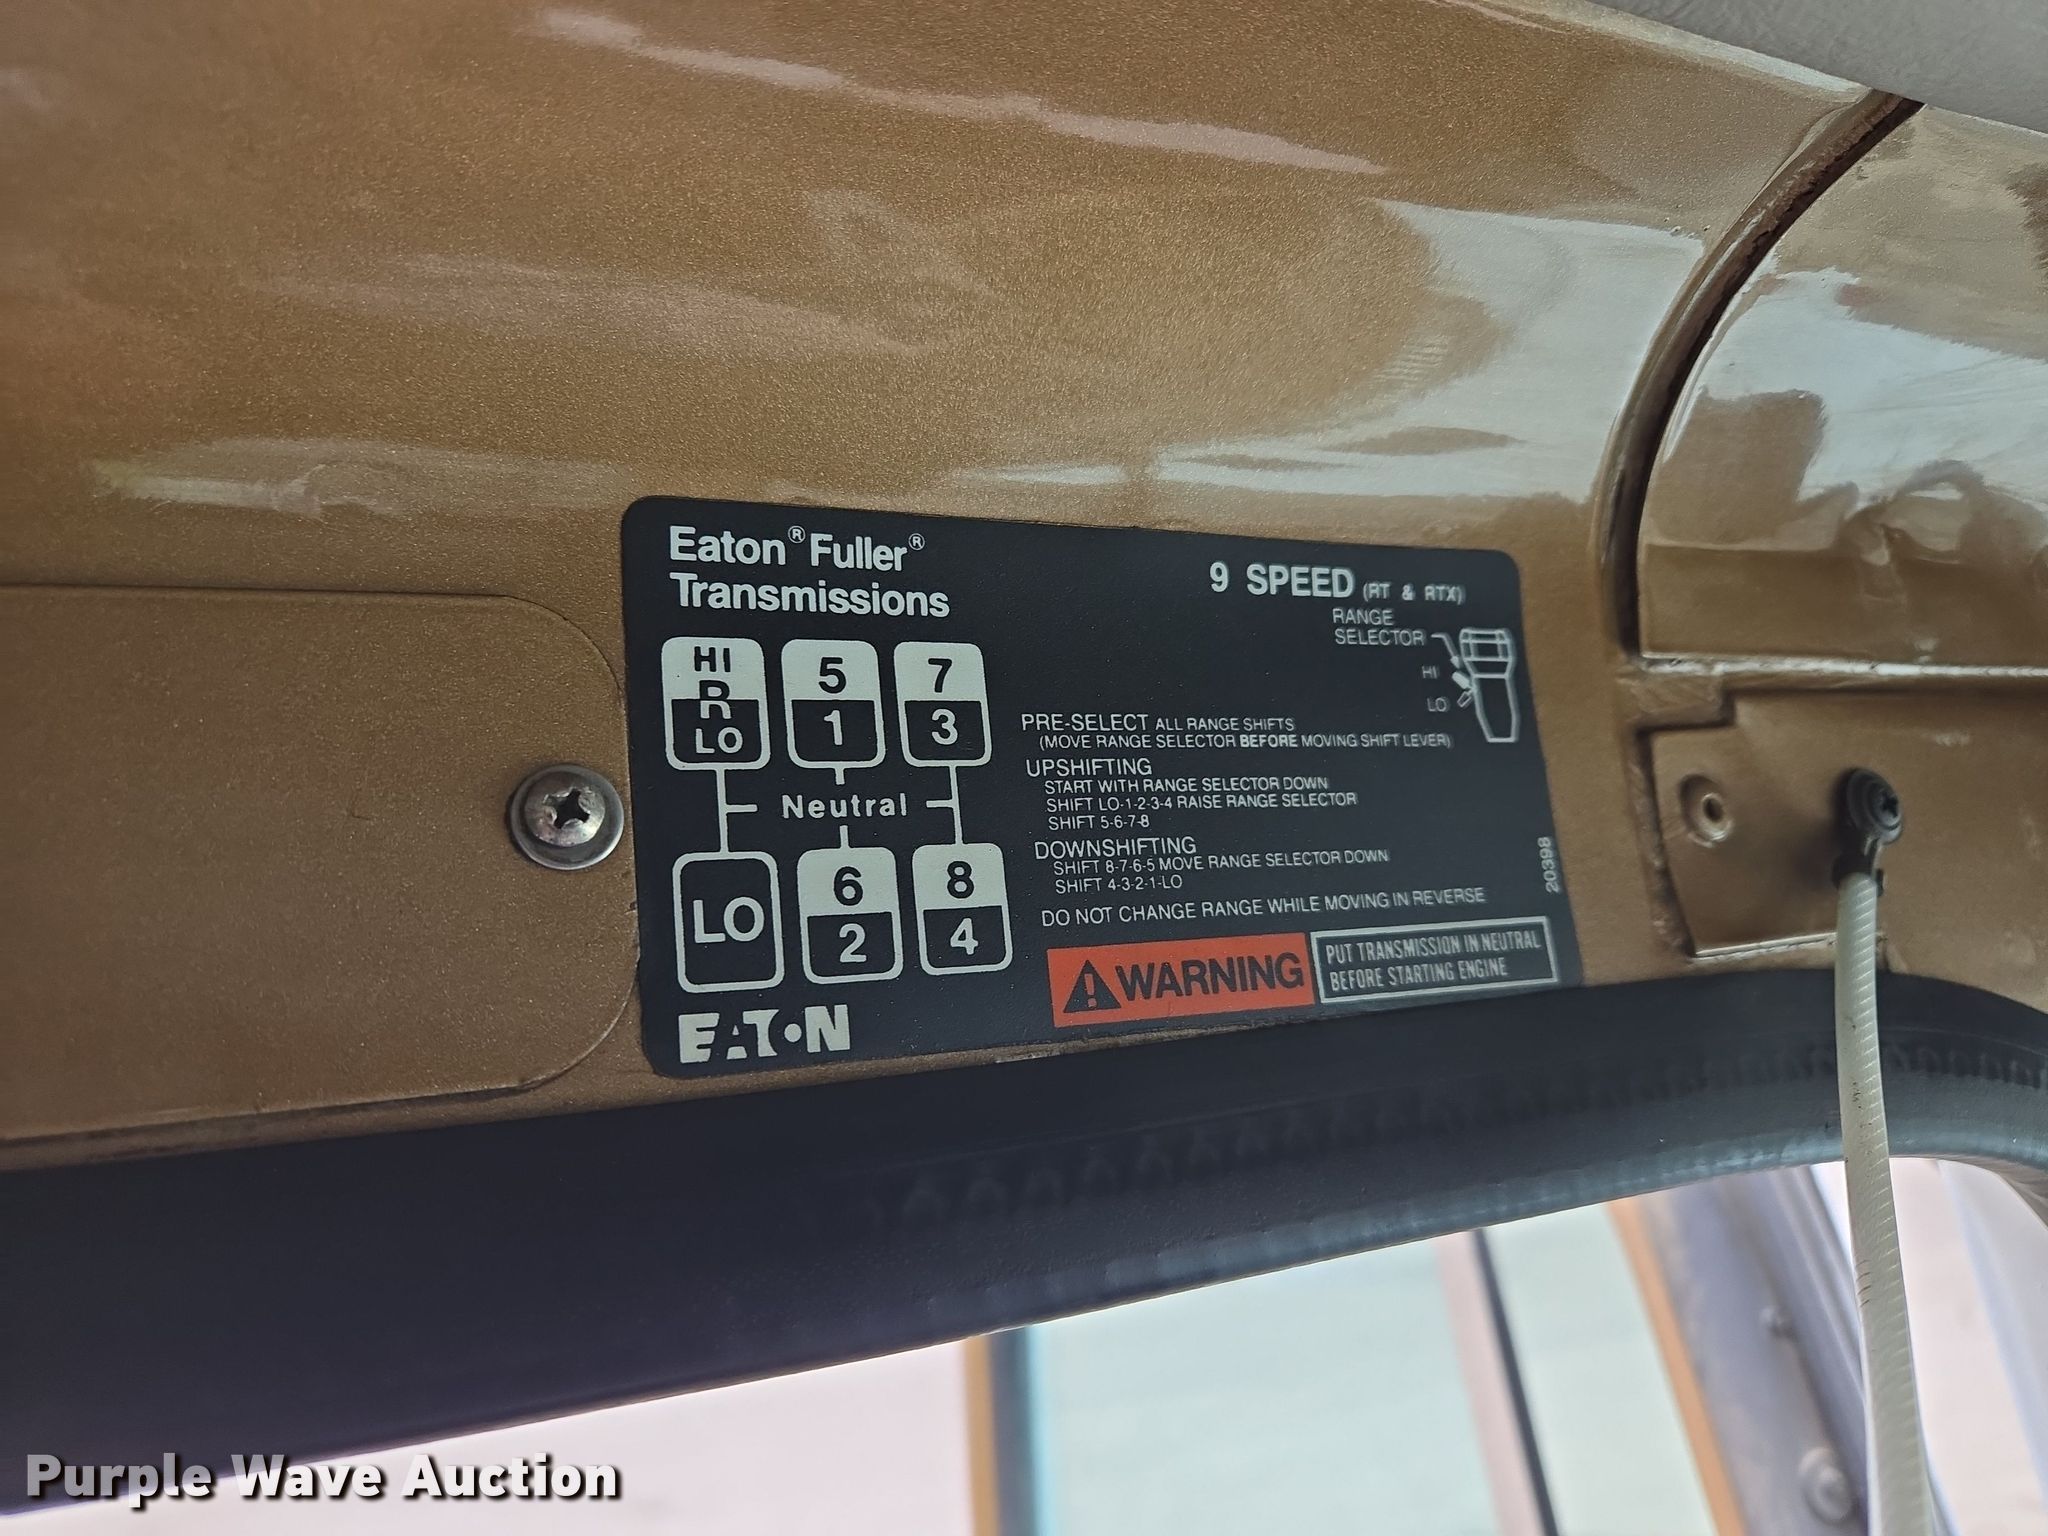 Eaton® Fuller®
Transmissions
9 SPEED (RT & RTX)
RANGE
SELECTOR
HI
LO
HI
R
LO
5
1
7
3
Neutral
LO
6
2
8
4
EATON
PRE-SELECT ALL RANGE SHIFTS
(MOVE RANGE SELECTOR BEFORE MOVING SHIFT LEVER)
UPSHIFTING
START WITH RANGE SELECTOR DOWN
SHIFT LO-1-2-3-4 RAISE RANGE SELECTOR
SHIFT 5-6-7-8
DOWNSHIFTING
SHIFT 8-7-6-5 MOVE RANGE SELECTOR DOWN
SHIFT 4-3-2-1-LO
DO NOT CHANGE RANGE WHILE MOVING IN REVERSE
20398
WARNING
PUT TRANSMISSION IN NEUTRAL
BEFORE STARTING ENGINE
Purple Wave Auction